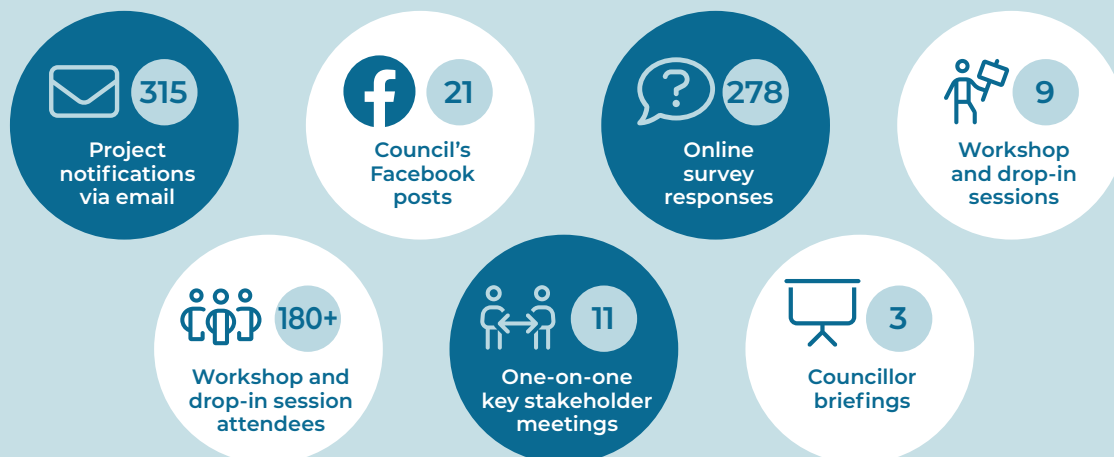 315
Project
notifications
via email
21
Council's
Facebook
posts
?
278
Online
survey
responses
9
Workshop
and drop-in
sessions
180+
Workshop and
drop-in session
attendees
11
One-on-one
key stakeholder
meetings
3
Councillor
briefings